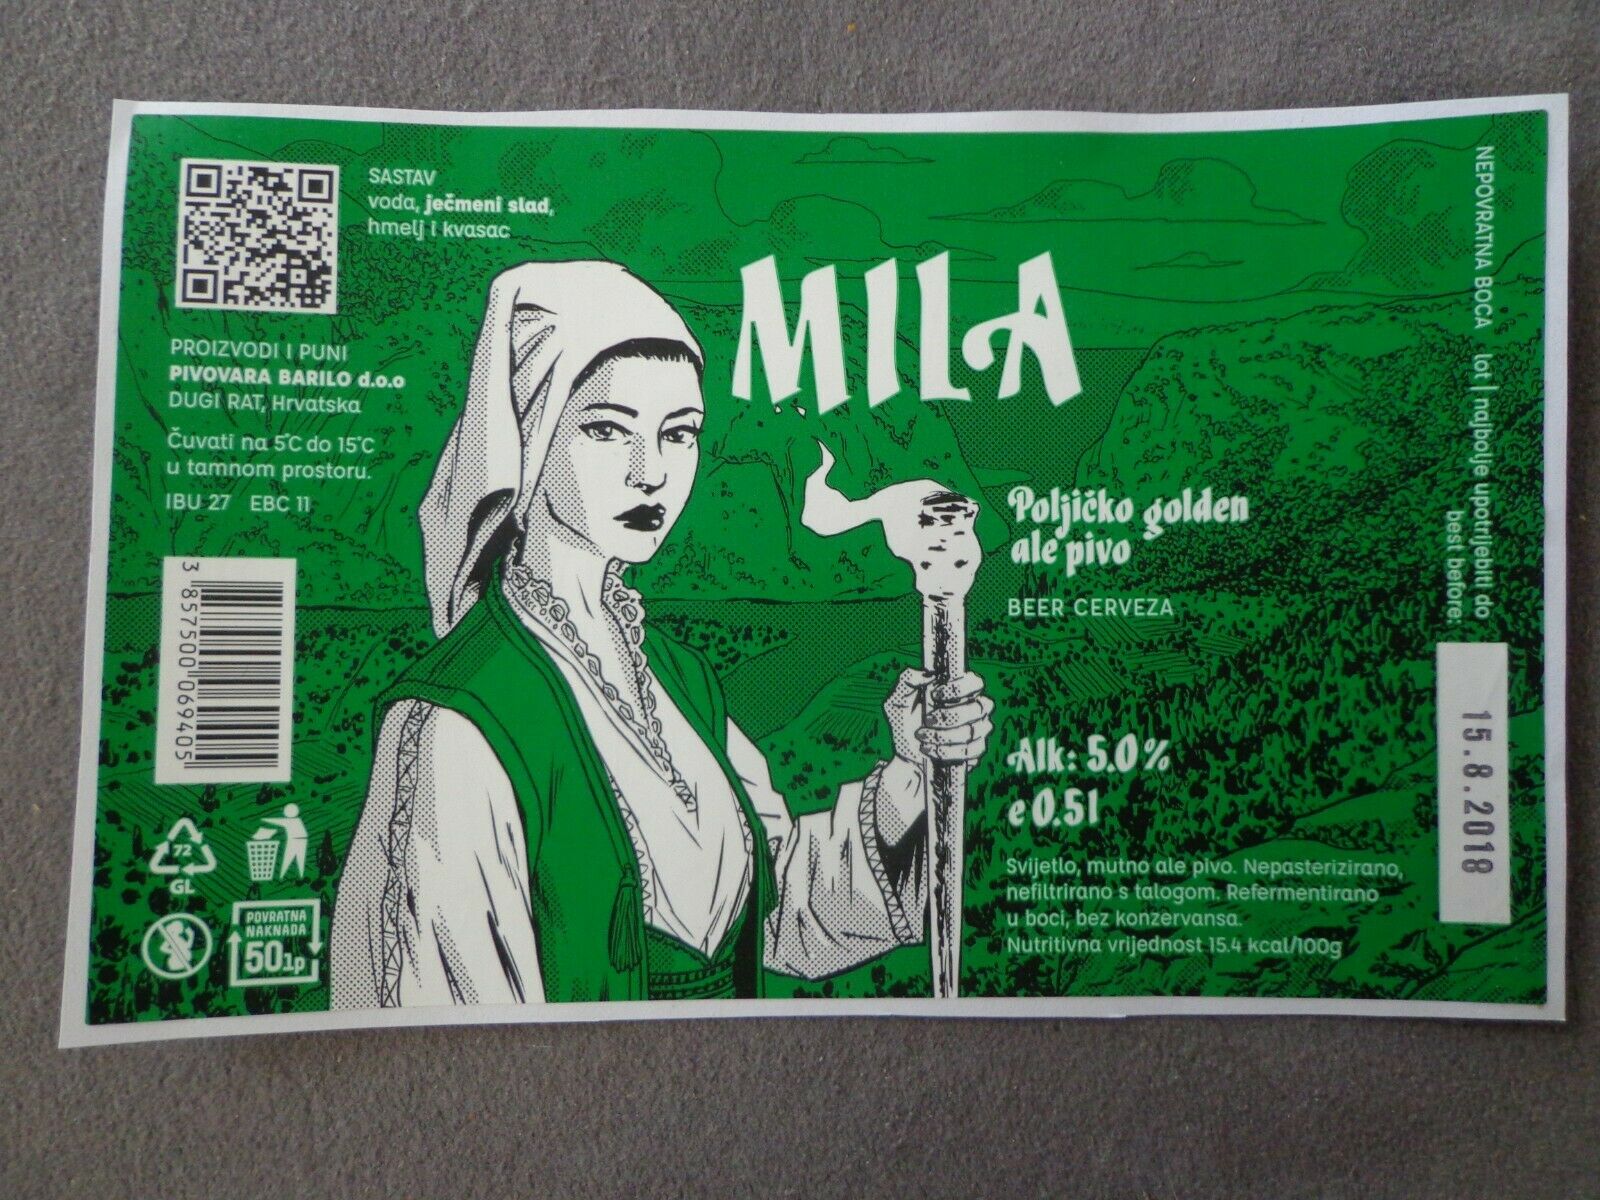 SASTAV
voda, ječmeni slad,
hmelj i kvasac
PROIZVODI I PUNI
PIVOVARA BARILO d.o.o
DUGI RAT, Hrvatska
Čuvati na 5°C do 15°C
u tamnom prostoru.
IBU 27 EBC 11
3 857500 069405
72
GL
POVRATNA
NAKNADA
50lp
MILA
Poljičko golden
ale pivo
BEER CERVEZA
Alk: 5.0%
e 0.5l
Svijetlo, mutno ale pivo. Nepasterizirano,
nefiltrirano s talogom. Refermentirano
u boci, bez konzervansa.
Nutritivna vrijednost 15.4 kcal/100g
NEPOVRATNA BOCA lot | najbolje upotrijebiti do
best before:
15.8.2018